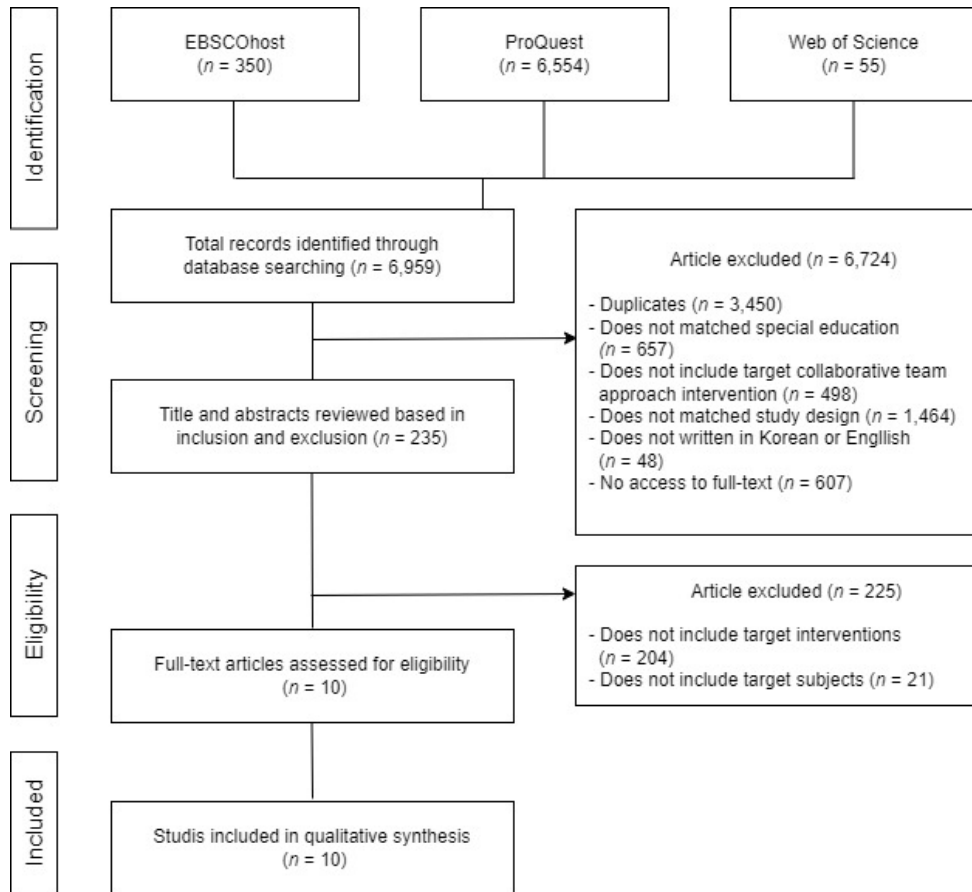 Identification
EBSCOhost
(n = 350)
ProQuest
(n = 6,554)
Web of Science
(n = 55)
Screening
Total records identified through
database searching (n = 6,959)
Article excluded (n = 6,724)
- Duplicates (n = 3,450)
- Does not matched special education
(n = 657)
- Does not include target collaborative team
approach intervention (n = 498)
- Does not matched study design (n = 1,464)
- Does not written in Korean or Engllish
(n = 48)
- No access to full-text (n = 607)
Title and abstracts reviewed based in
inclusion and exclusion (n = 235)
Eligibility
Article excluded (n = 225)
- Does not include target interventions
(n = 204)
- Does not include target subjects (n = 21)
Full-text articles assessed for eligibility
(n = 10)
Included
Studis included in qualitative synthesis
(n = 10)